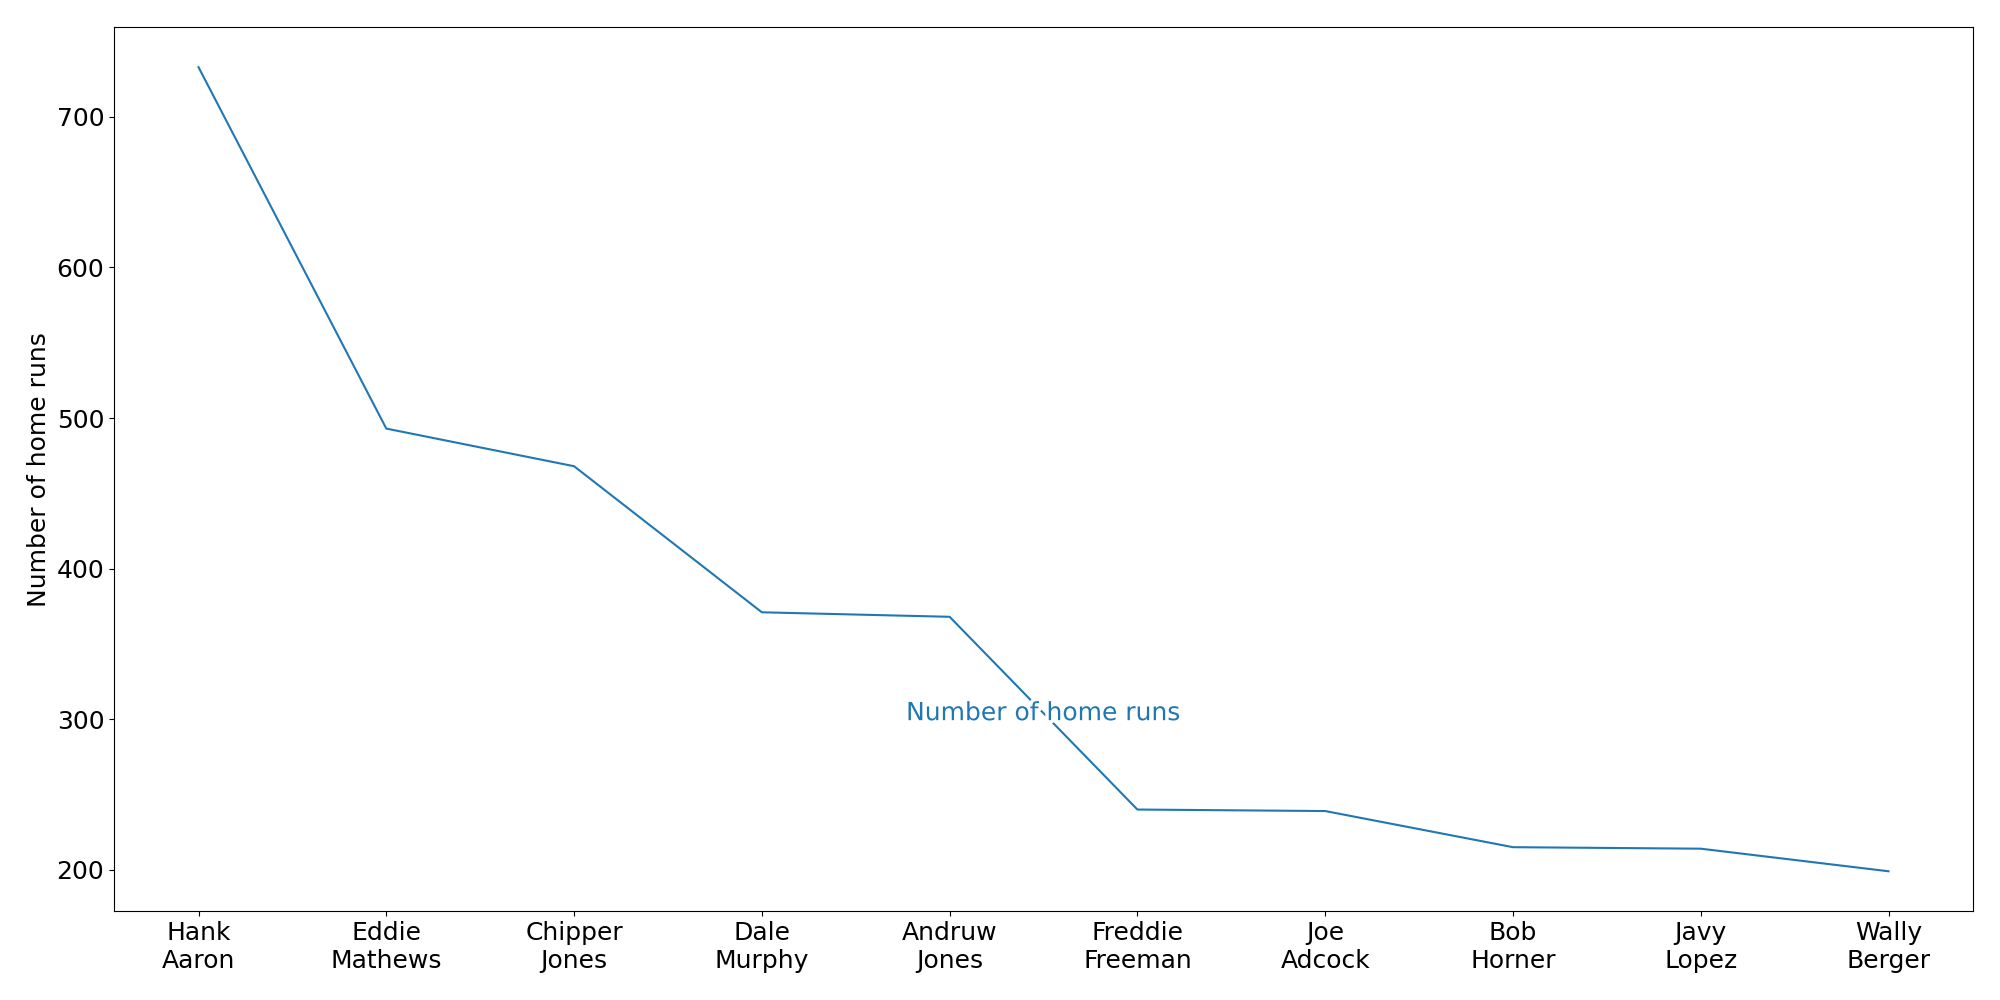 Number of home runs
700
600
500
400
300
200
Number of home runs
Hank
Aaron
Eddie
Mathews
Chipper
Jones
Dale
Murphy
Andruw
Jones
Freddie
Freeman
Joe
Adcock
Bob
Horner
Javy
Lopez
Wally
Berger